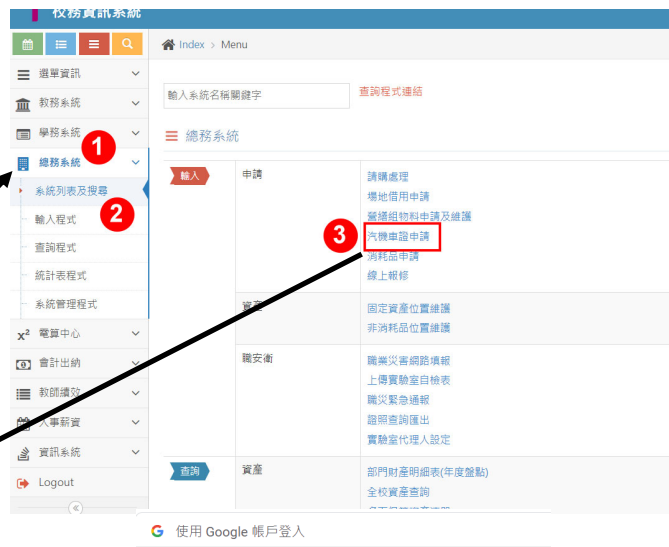 校務資訊系統
Index > Menu
選單資訊
教務系統
學務系統
1
總務系統
系統列表及搜尋
2
輸入程式
查詢程式
統計表程式
系統管理程式
電算中心
會計出納
教師績效
人事薪資
資訊系統
Logout
輸入系統名稱關鍵字
查詢程式連結
總務系統
輸入
申請
請購處理
場地借用申請
營繕組物料申請及維護
3
汽機車證申請
消耗品申請
線上報修
資產
固定資產位置維護
非消耗品位置維護
職安衛
職業災害網路填報
上傳實驗室自檢表
職災緊急通報
證照查詢匯出
實驗室代理人設定
查詢
資產
部門財產明細表(年度盤點)
全校資產查詢
使用 Google 帳戶登入